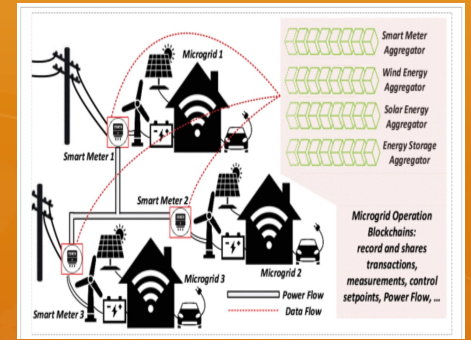 Microgrid 1
Smart Meter 1
Smart Meter 2
Microgrid 2
Microgrid 3
Smart Meter 3
Power Flow
Data Flow
Smart Meter
Aggregator
Wind Energy
Aggregator
Solar Energy
Aggregator
Energy Storage
Aggregator
Microgrid Operation
Blockchains:
record and shares
transactions,
measurements, control
setpoints, Power Flow, ...